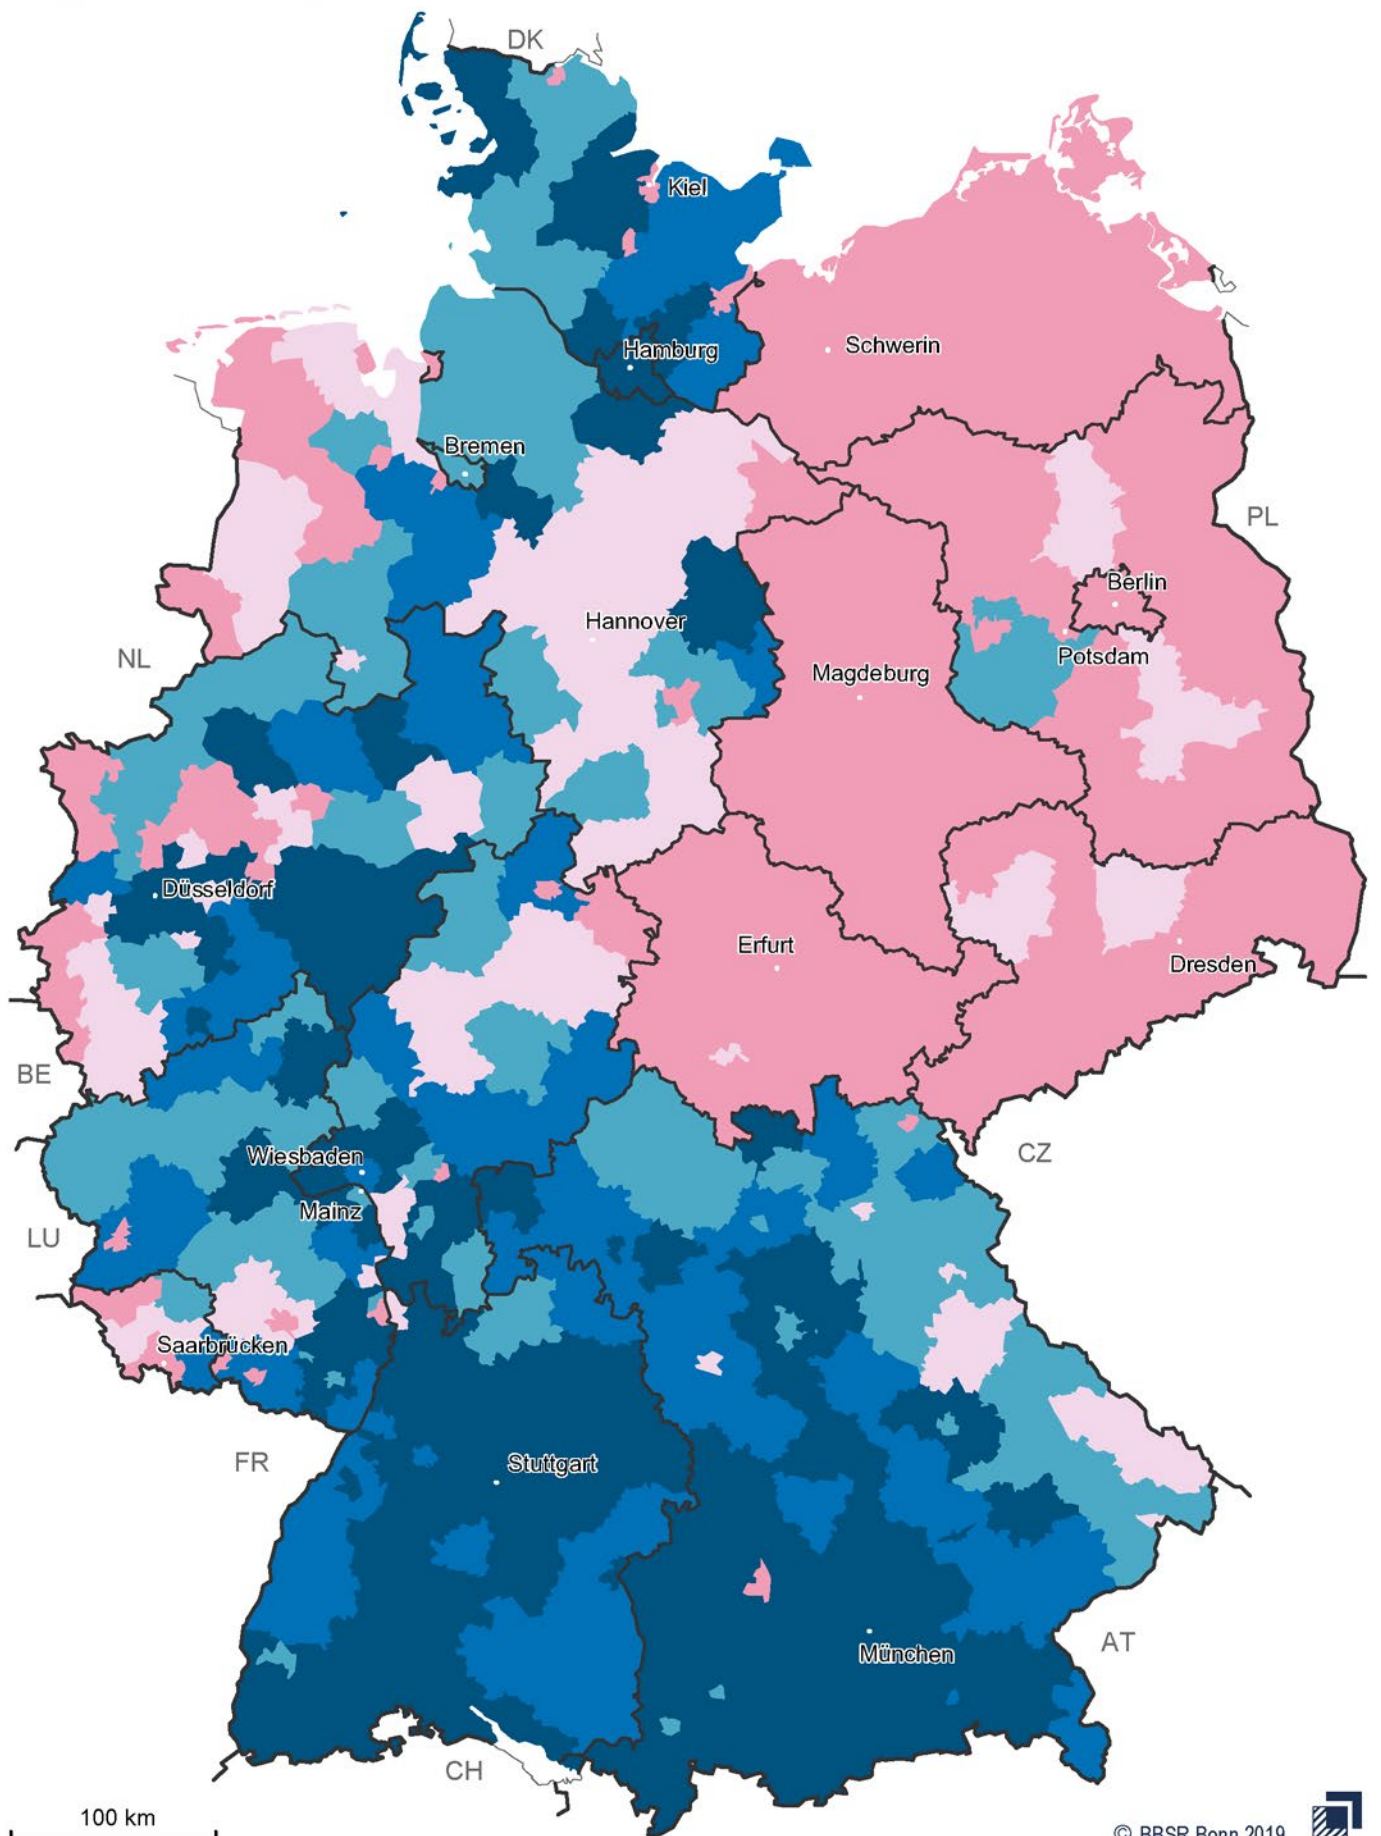 DK
Kiel
Hamburg
Schwerin
Bremen
PL
Berlin
Hannover
NL
Potsdam
Magdeburg
Düsseldorf
Erfurt
Dresden
BE
CZ
Wiesbaden
Mainz
LU
Saarbrücken
FR
Stuttgart
AT
München
CH
100 km
© BBSR Bonn 2019